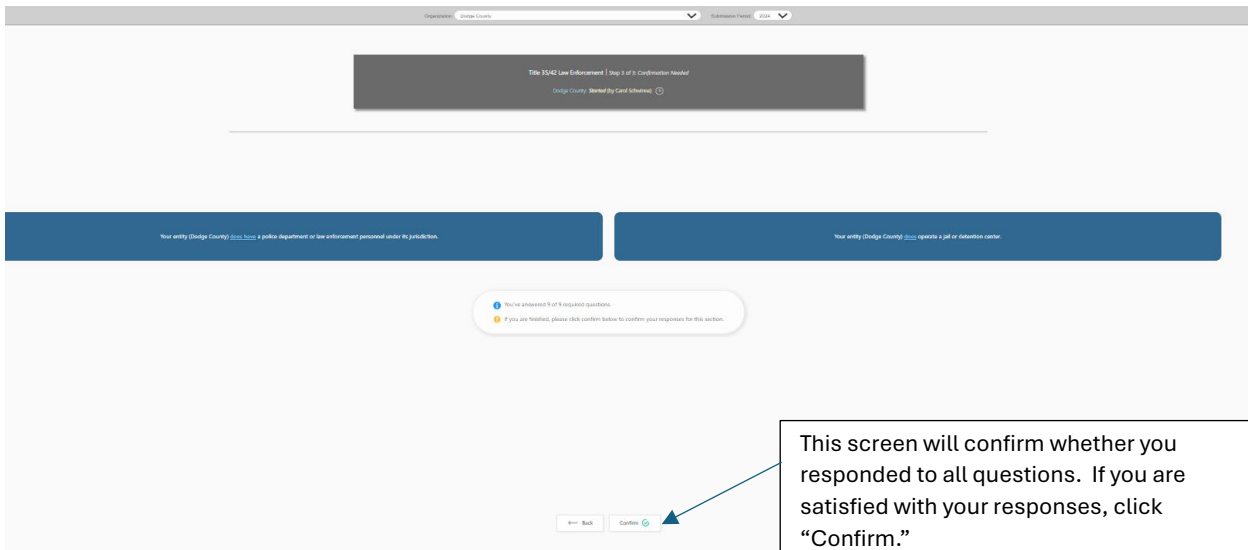 Organization: Dodge County Submission Period: 2024
Title 35/42 Law Enforcement | Step 5 of 5: Confirmation Needed
Dodge County: Started (by Carol Schwinne)
Your entity (Dodge County) does have a police department or law enforcement personnel under its jurisdiction.
Your entity (Dodge County) does operate a jail or detention center.
You've answered 9 of 9 required questions.
If you are finished, please click confirm below to confirm your responses for this section.
This screen will confirm whether you
responded to all questions. If you are
satisfied with your responses, click
“Confirm.”
← Back Confirm